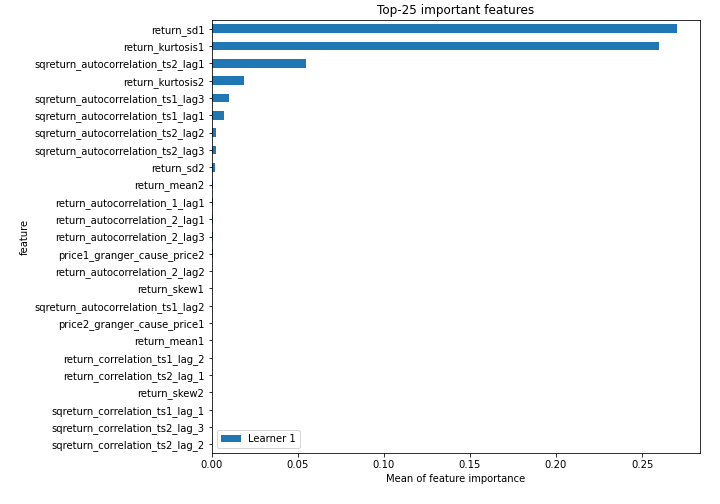 Top-25 important features
return_sd1
return_kurtosis1
sqreturn_autocorrelation_ts2_lag1
return_kurtosis2
sqreturn_autocorrelation_ts1_lag3
sqreturn_autocorrelation_ts1_lag1
sqreturn_autocorrelation_ts2_lag2
sqreturn_autocorrelation_ts2_lag3
return_sd2
return_mean2
return_autocorrelation_1_lag1
return_autocorrelation_2_lag1
return_autocorrelation_2_lag3
price1_granger_cause_price2
return_autocorrelation_2_lag2
return_skew1
sqreturn_autocorrelation_ts1_lag2
price2_granger_cause_price1
return_mean1
return_correlation_ts1_lag_2
return_correlation_ts2_lag_1
return_skew2
sqreturn_correlation_ts1_lag_1
sqreturn_correlation_ts2_lag_3
sqreturn_correlation_ts2_lag_2
feature
Learner 1
0.00 0.05 0.10 0.15 0.20 0.25
Mean of feature importance